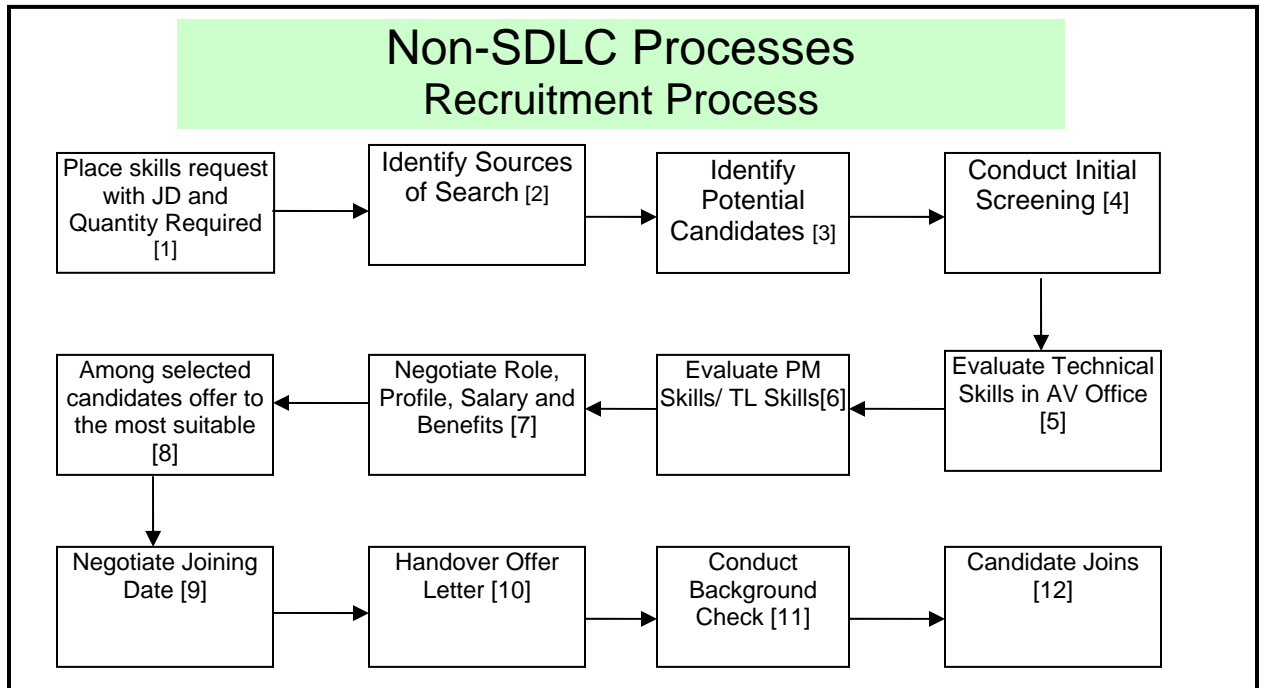 Non-SDLC Processes
Recruitment Process
Place skills request
with JD and
Quantity Required
[1]
Identify Sources
of Search [2]
Identify
Potential
Candidates [3]
Conduct Initial
Screening [4]
Evaluate Technical
Skills in AV Office
[5]
Evaluate PM
Skills/ TL Skills[6]
Negotiate Role,
Profile, Salary and
Benefits [7]
Among selected
candidates offer to
the most suitable
[8]
Negotiate Joining
Date [9]
Handover Offer
Letter [10]
Conduct
Background
Check [11]
Candidate Joins
[12]